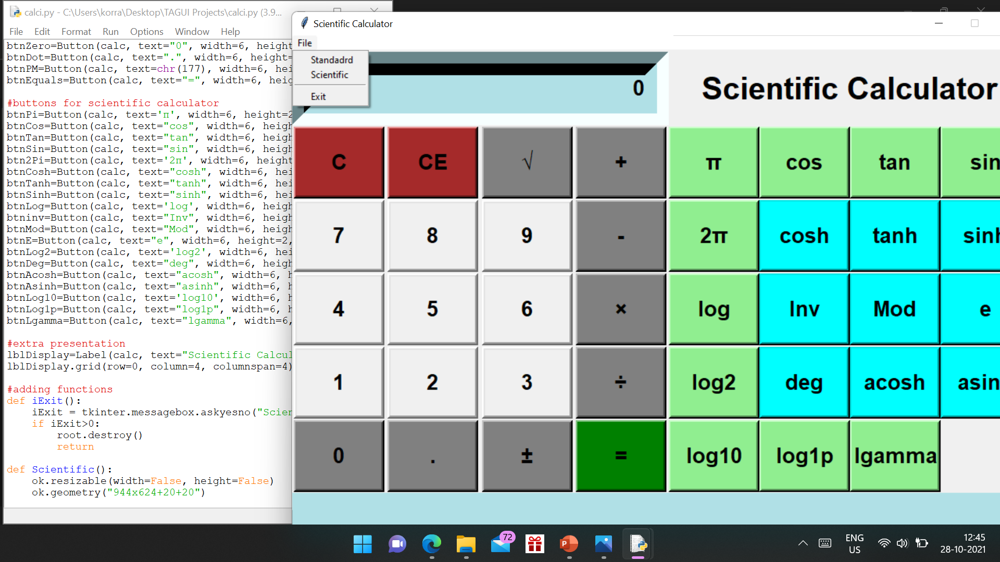 calci.py - C:\Users\korra\Desktop\TAGUI Projects\calci.py (3.9...
File Edit Format Run Options Window Help
btnZero=Button(calc, text="0", width=6, height
btnDot=Button(calc, text=".", width=6, height=
btnPM=Button(calc, text=chr(177), width=6, hei
btnEquals=Button(calc, text="=", width=6, heig
#buttons for scientific calculator
btnPi=Button(calc, text='π', width=6, height=2
btnCos=Button(calc, text="cos", width=6, heigh
btnTan=Button(calc, text="tan", width=6, heigh
btnSin=Button(calc, text="sin", width=6, heigh
btn2Pi=Button(calc, text='2π', width=6, height
btnCosh=Button(calc, text="cosh", width=6, hei
btnTanh=Button(calc, text="tanh", width=6, hei
btnSinh=Button(calc, text="sinh", width=6, hei
btnLog=Button(calc, text='log', width=6, heigh
btninv=Button(calc, text="Inv", width=6, heigh
btnMod=Button(calc, text="Mod", width=6, heigh
btnE=Button(calc, text="e", width=6, height=2,
btnLog2=Button(calc, text='log2', width=6, hei
btnDeg=Button(calc, text="deg", width=6, heigh
btnAcosh=Button(calc, text="acosh", width=6, h
btnAsinh=Button(calc, text="asinh", width=6, h
btnLog10=Button(calc, text='log10', width=6, h
btnLog1p=Button(calc, text="log1p", width=6, h
btnLgamma=Button(calc, text="lgamma", width=6,
#extra presentation
lblDisplay=Label(calc, text="Scientific Calcul
lblDisplay.grid(row=0, column=4, columnspan=4)
#adding functions
def iExit():
iExit = tkinter.messagebox.askyesno("Scien
if iExit>0:
root.destroy()
return
def Scientific():
ok.resizable(width=False, height=False)
ok.geometry("944x624+20+20")
Scientific Calculator
File
Standadrd
Scientific
Exit
0
Scientific Calculator
C CE √ + π cos tan sin
7 8 9 - 2π cosh tanh sinh
4 5 6 × log Inv Mod e
1 2 3 ÷ log2 deg acosh asin
0 . ± = log10 log1p lgamma
72
ENG
US
12:45
28-10-2021